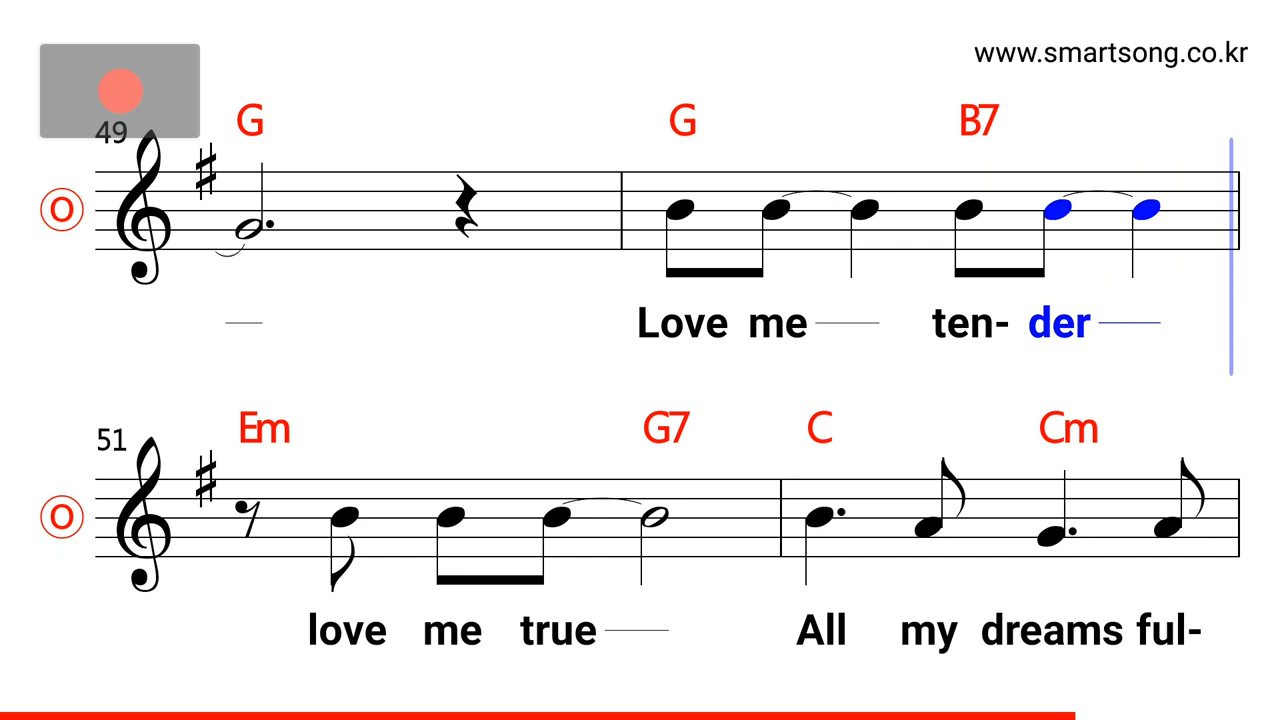 www.smartsong.co.kr
49 G G B7
O
Love me ten- der
51 Em G7 C Cm
O
love me true All my dreams ful-